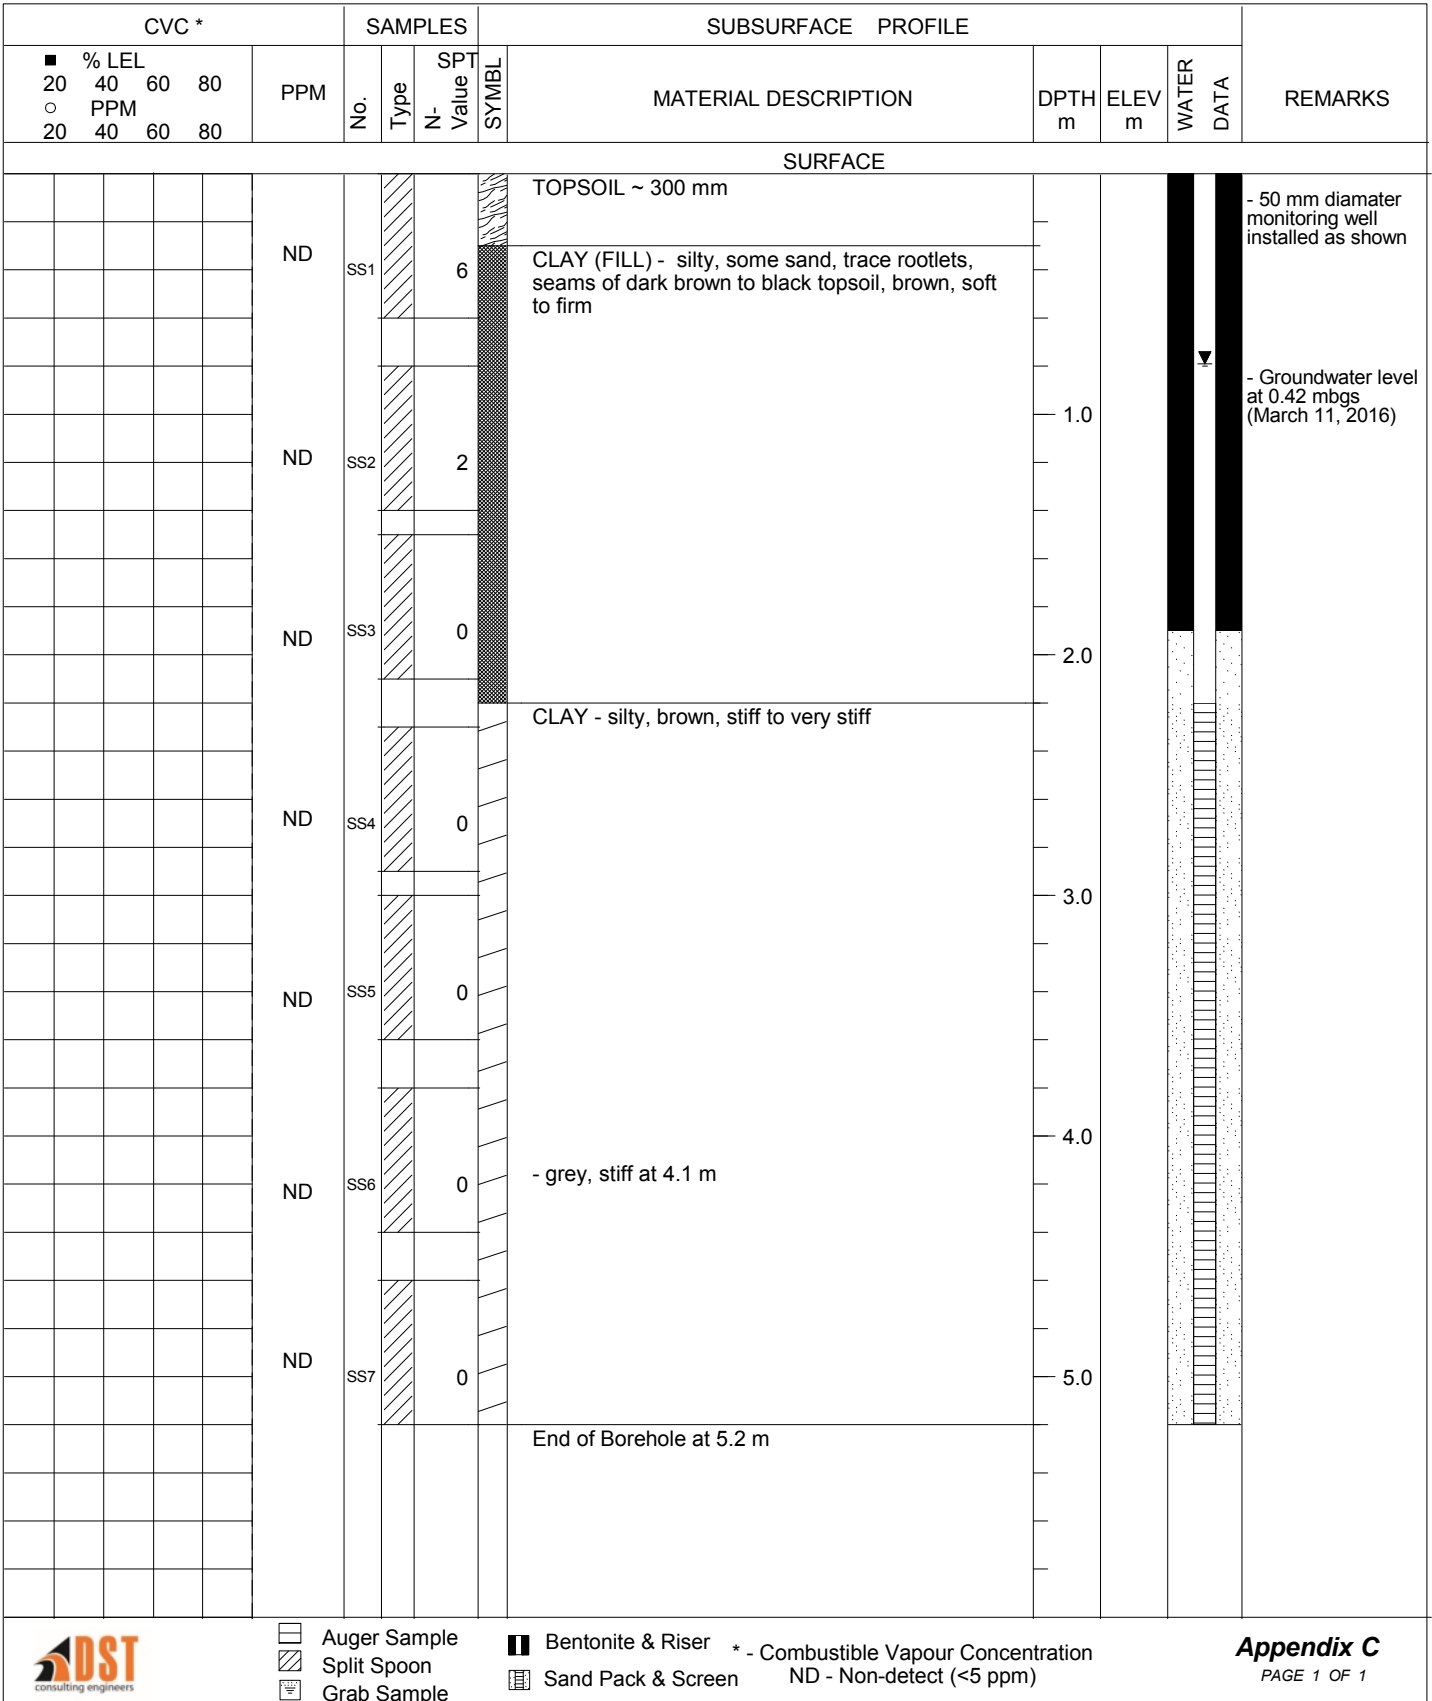 CVC *
SAMPLES
SUBSURFACE PROFILE
■ % LEL
20 40 60 80
○ PPM
20 40 60 80
PPM
No.
Type
SPT
N-
Value
SYMBL
MATERIAL DESCRIPTION
DPTH
m
ELEV
m
WATER
DATA
REMARKS
SURFACE
TOPSOIL ~ 300 mm
- 50 mm diamater
monitoring well
installed as shown
ND
SS1
6
CLAY (FILL) - silty, some sand, trace rootlets,
seams of dark brown to black topsoil, brown, soft
to firm
- Groundwater level
at 0.42 mbgs
(March 11, 2016)
1.0
ND
SS2
2
ND
SS3
0
2.0
CLAY - silty, brown, stiff to very stiff
ND
SS4
0
3.0
ND
SS5
0
4.0
- grey, stiff at 4.1 m
ND
SS6
0
ND
SS7
0
5.0
End of Borehole at 5.2 m
DST
consulting engineers
Auger Sample
Split Spoon
Grab Sample
Bentonite & Riser
Sand Pack & Screen
* - Combustible Vapour Concentration
ND - Non-detect (<5 ppm)
Appendix C
PAGE 1 OF 1